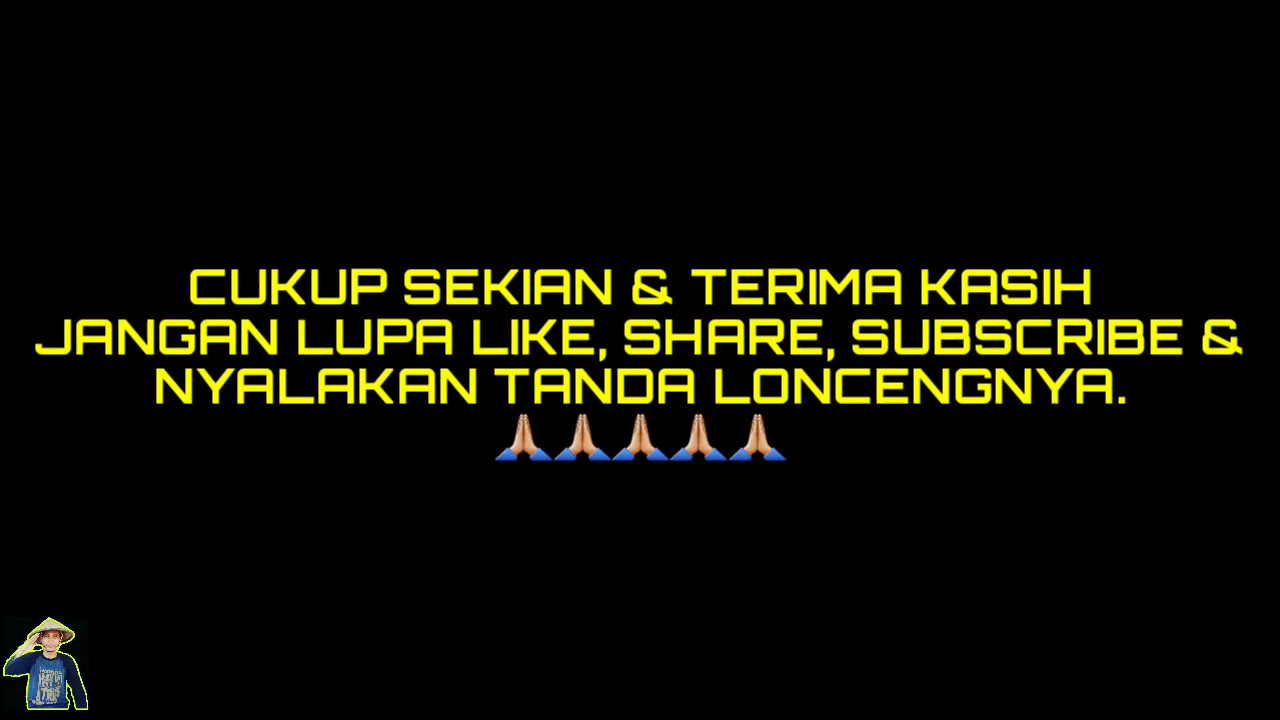 CUKUP SEKIAN & TERIMA KASIH
JANGAN LUPA LIKE, SHARE, SUBSCRIBE &
NYALAKAN TANDA LONCENGNYA.
🙏🙏🙏🙏🙏